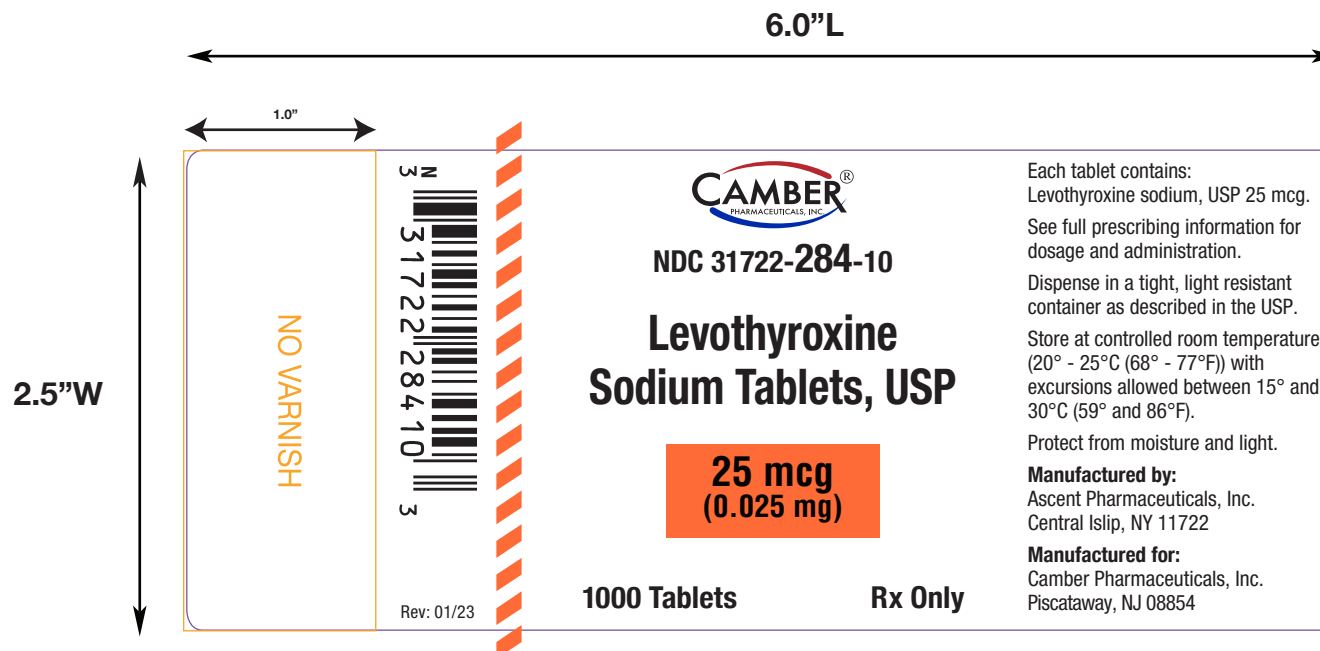 6.0”L
1.0”
2.5”W
NO VARNISH
N
3
31722 28410
3
Rev: 01/23
CAMBER®
PHARMACEUTICALS, INC.
NDC 31722-284-10
Levothyroxine
Sodium Tablets, USP
25 mcg
(0.025 mg)
1000 Tablets
Rx Only
Each tablet contains:
Levothyroxine sodium, USP 25 mcg.
See full prescribing information for
dosage and administration.
Dispense in a tight, light resistant
container as described in the USP.
Store at controlled room temperature
(20° - 25°C (68° - 77°F)) with
excursions allowed between 15° and
30°C (59° and 86°F).
Protect from moisture and light.
Manufactured by:
Ascent Pharmaceuticals, Inc.
Central Islip, NY 11722
Manufactured for:
Camber Pharmaceuticals, Inc.
Piscataway, NJ 08854